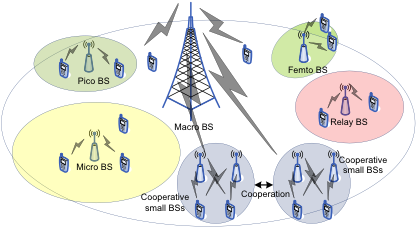 Pico BS
Femto BS
Relay BS
Macro BS
Micro BS
Cooperative
small BSs
Cooperation
Cooperative
small BSs